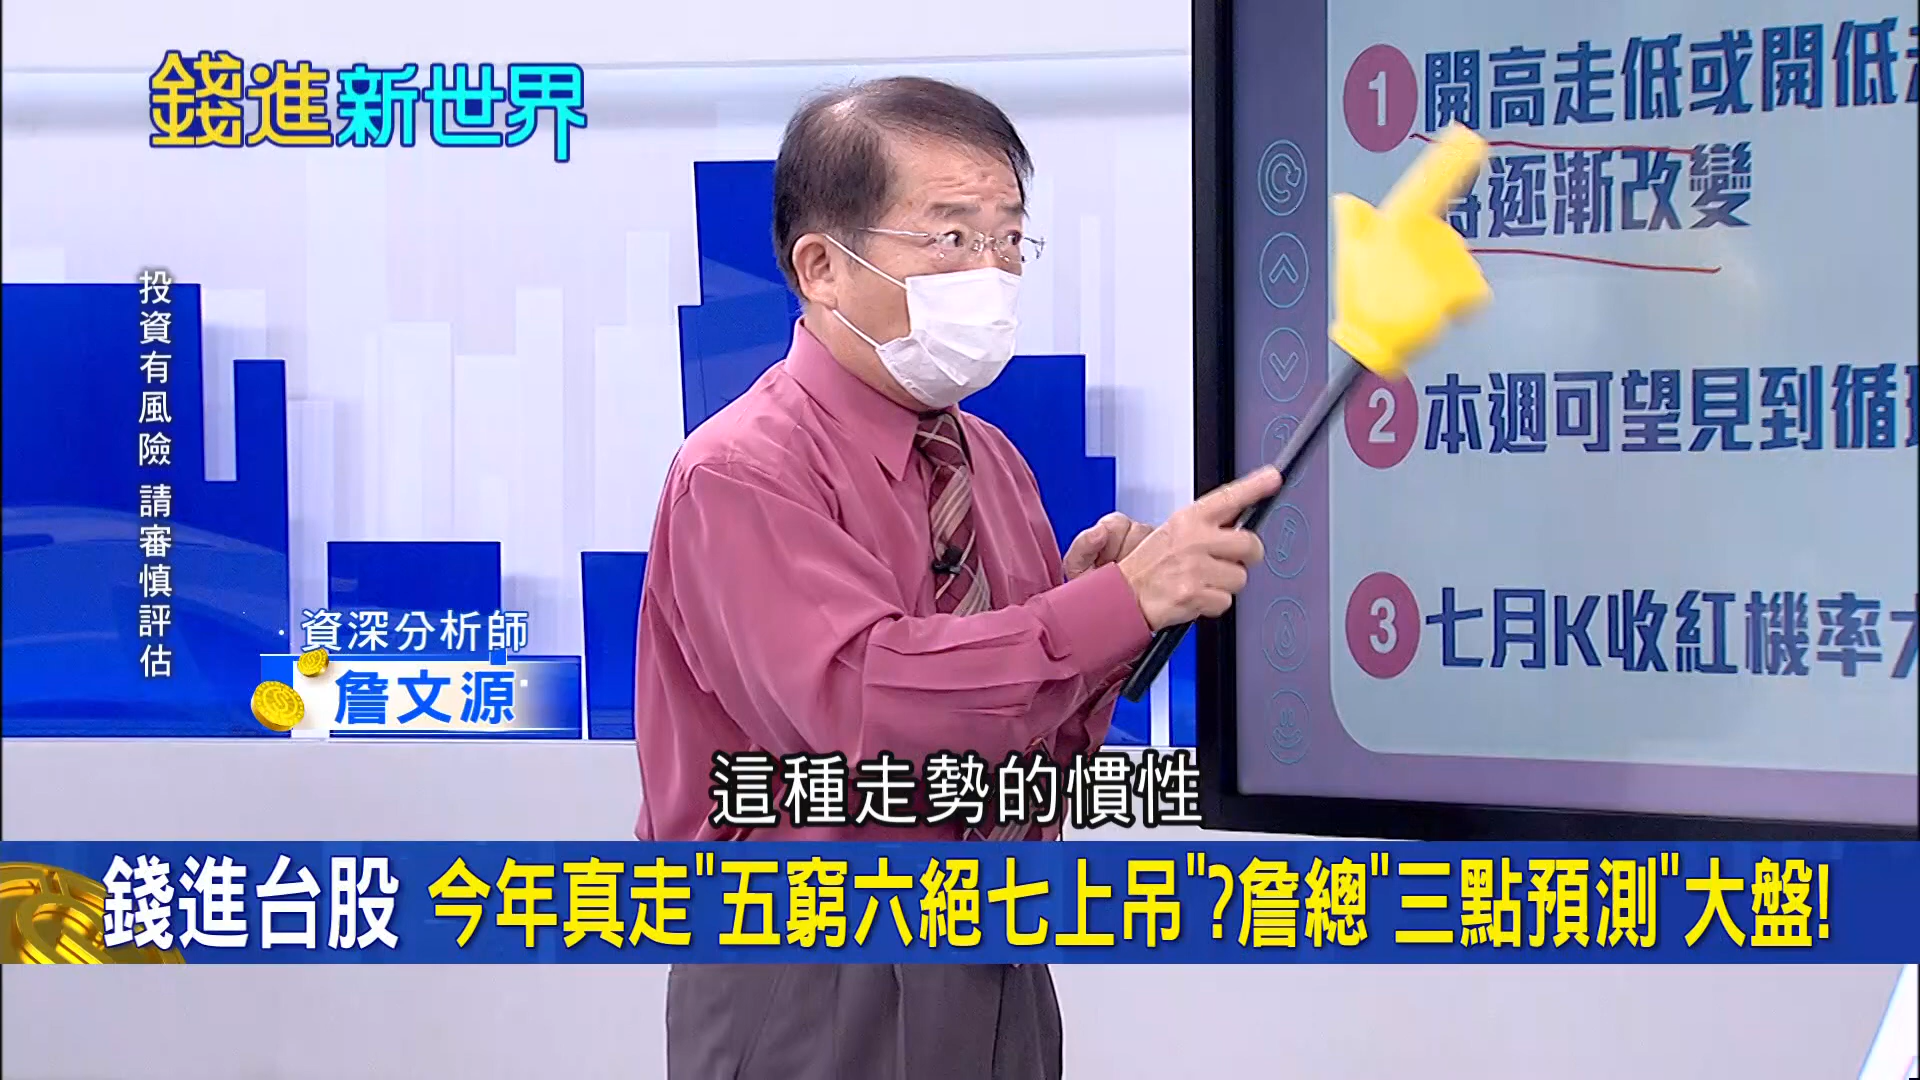 錢進新世界
投資有風險 請審慎評估
1 開高走低或開低
將逐漸改變
2 本週可望見到循
3 七月K收紅機率
資深分析師
詹文源
這種走勢的慣性
錢進台股 今年真走"五窮六絕七上吊"?詹總"三點預測"大盤!